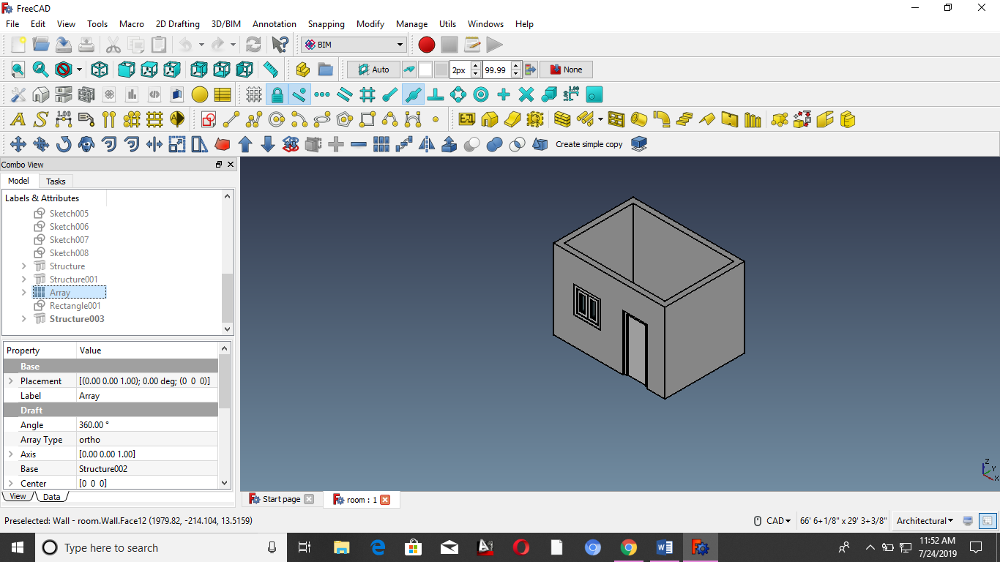 FreeCAD
File Edit View Tools Macro 2D Drafting 3D/BIM Annotation Snapping Modify Manage Utils Windows Help
BIM
Auto 2px 99.99 None
A S 1.00
Create simple copy
Combo View
Model Tasks
Labels & Attributes
Sketch005
Sketch006
Sketch007
Sketch008
Structure
Structure001
Array
Rectangle001
Structure003
Property Value
Base
Placement [(0.00 0.00 1.00); 0.00 deg; (0 0 0)]
Label Array
Draft
Angle 360.00 °
Array Type ortho
Axis [0.00 0.00 1.00]
Base Structure002
Center [0 0 0]
View Data
Z
Y
X
Start page room : 1
Preselected: Wall - room.Wall.Face12 (1979.82, -214.104, 13.5159) CAD 66' 6+1/8" x 29' 3+3/8" Architectural
Type here to search
11:52 AM
7/24/2019